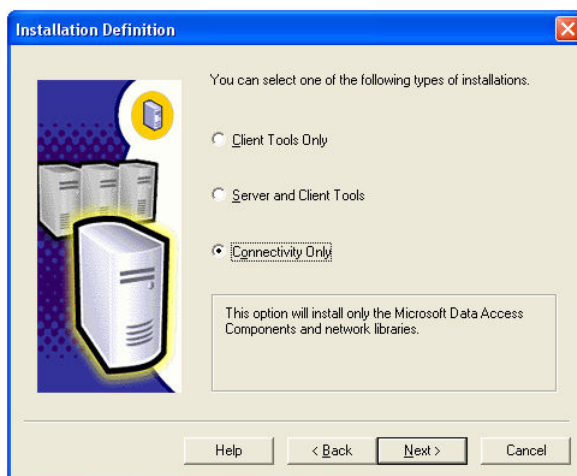 Installation Definition
You can select one of the following types of installations.
Client Tools Only
Server and Client Tools
Connectivity Only
This option will install only the Microsoft Data Access
Components and network libraries.
Help
< Back
Next >
Cancel